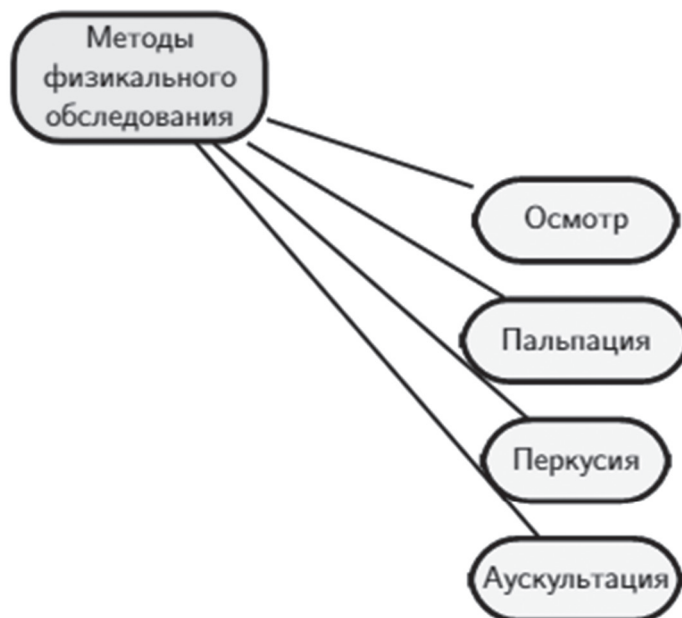 Методы
физикального
обследования
Осмотр
Пальпация
Перкусия
Аускультация